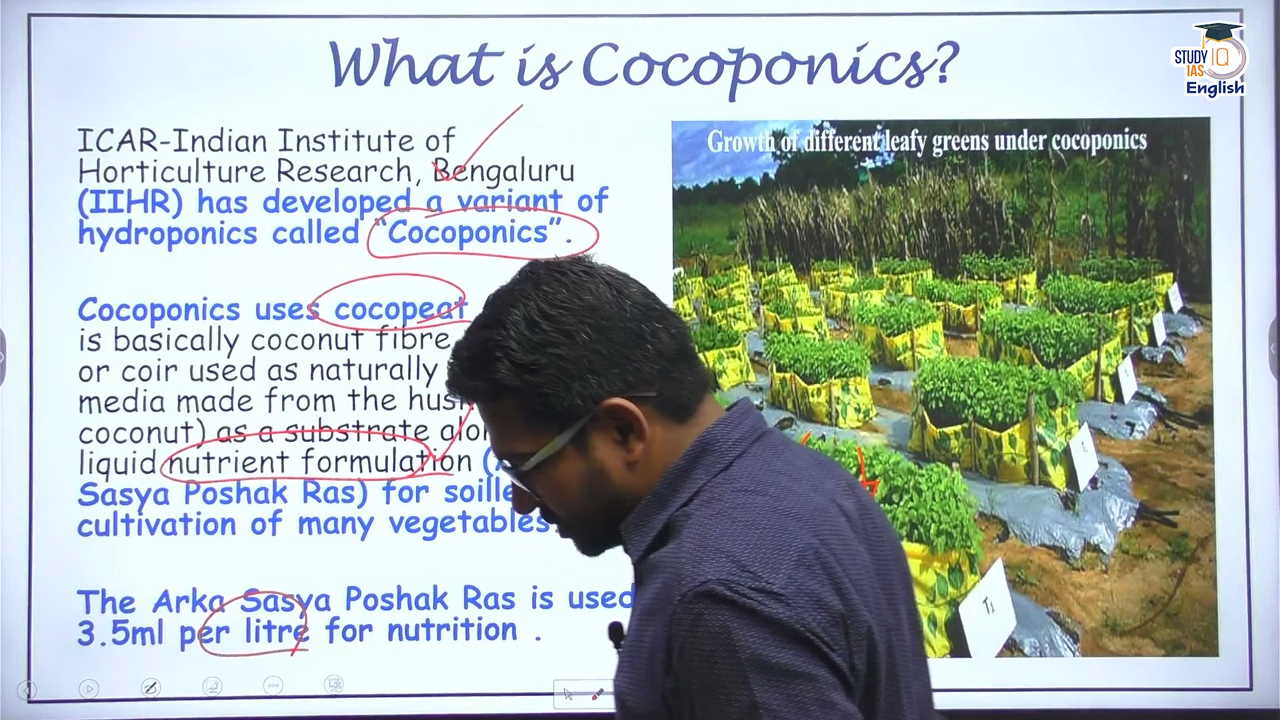 What is Cocoponics?
STUDY IQ
IAS
English
ICAR-Indian Institute of
Horticulture Research, Bengaluru
(IIHR) has developed a variant of
hydroponics called "Cocoponics".
Cocoponics uses cocopeat
is basically coconut fibre
or coir used as naturally
media made from the
coconut) as a substrate
liquid nutrient formulation
Sasya Poshak Ras) for
cultivation of many vegetables
The Arka Sasya Poshak Ras is used
3.5ml per litre for nutrition .
Growth of different leafy greens under cocoponics